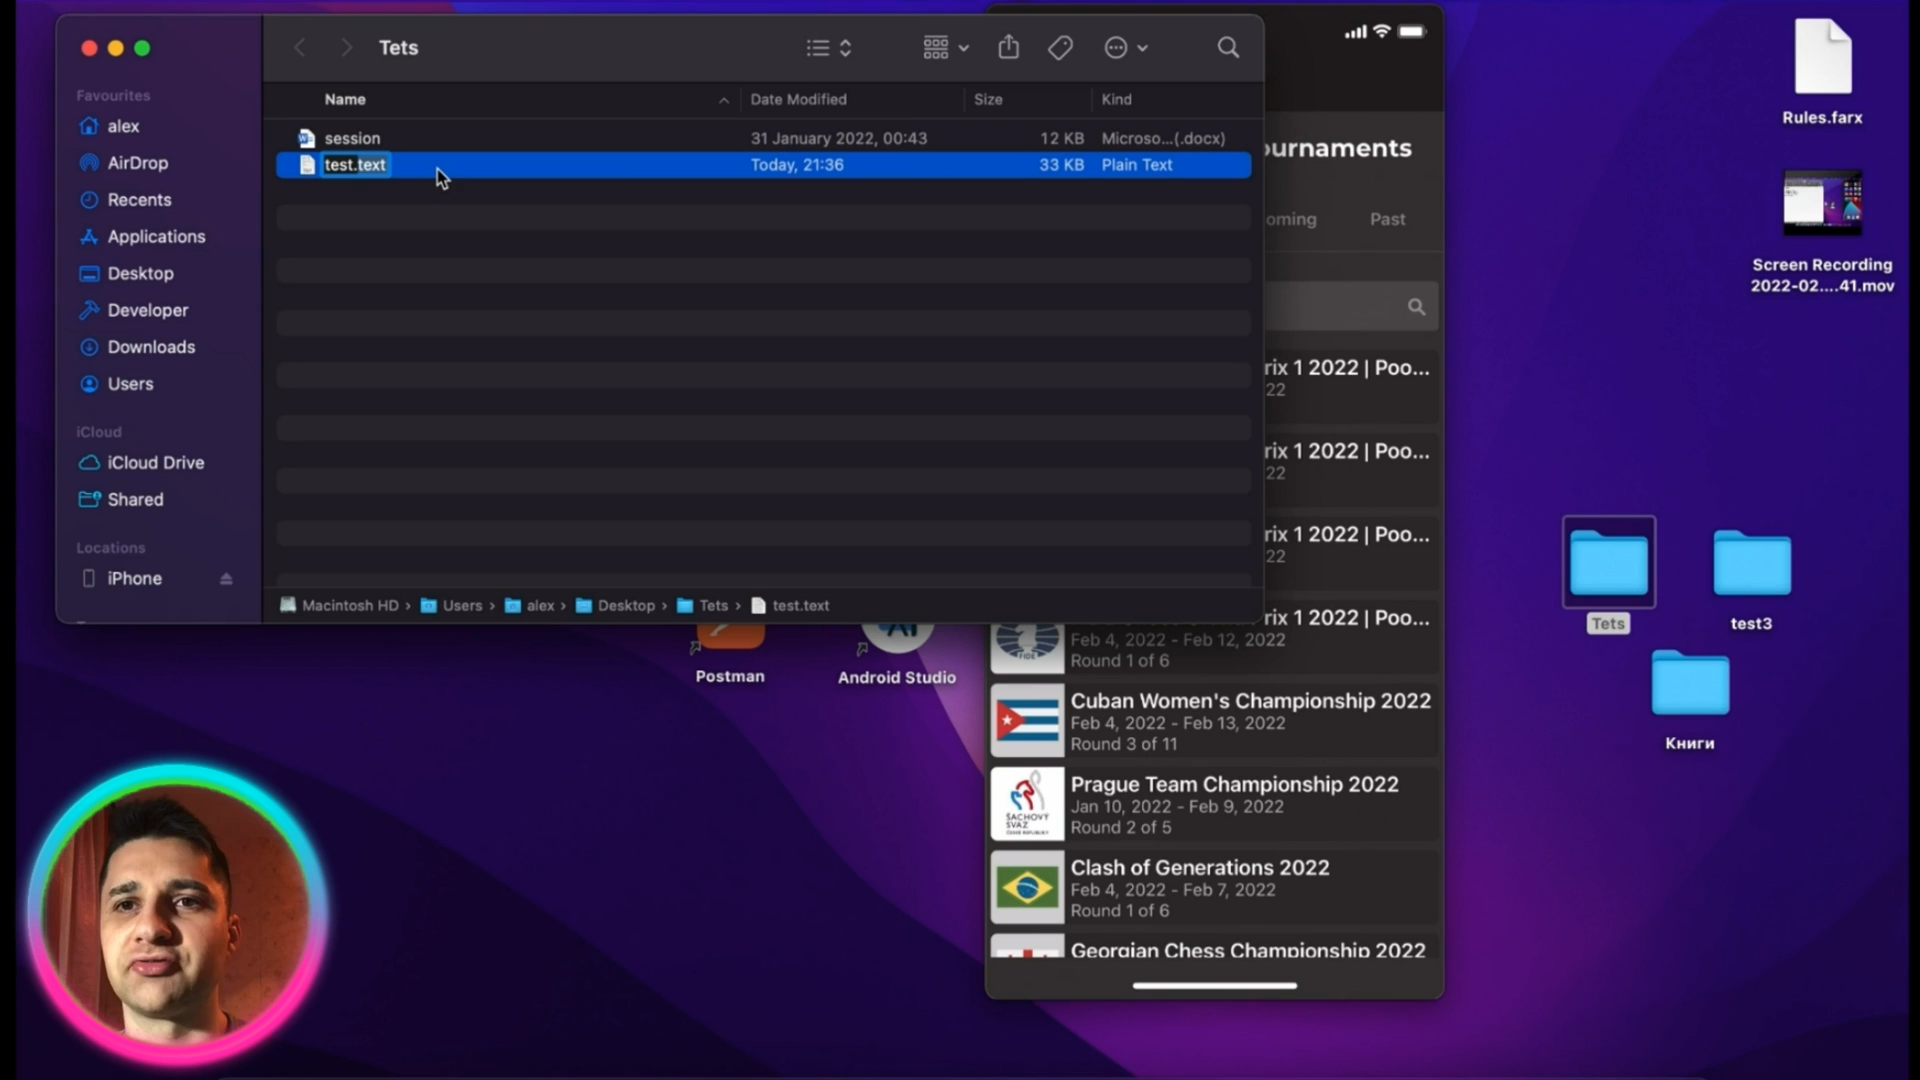 Tets
Favourites
alex
AirDrop
Recents
Applications
Desktop
Developer
Downloads
Users
iCloud
iCloud Drive
Shared
Locations
iPhone
Name
Date Modified
Size
Kind
session
31 January 2022, 00:43
12 KB
Microso...(.docx)
test.text
Today, 21:36
33 KB
Plain Text
Macintosh HD › Users › alex › Desktop › Tets › test.text
Postman
Android Studio
ournaments
oming
Past
rix 1 2022 | Poo...
22
rix 1 2022 | Poo...
22
rix 1 2022 | Poo...
22
rix 1 2022 | Poo...
FIDE
Feb 4, 2022 - Feb 12, 2022
Round 1 of 6
Cuban Women's Championship 2022
Feb 4, 2022 - Feb 13, 2022
Round 3 of 11
ŠACHOVÝ
SVAZ
Prague Team Championship 2022
Jan 10, 2022 - Feb 9, 2022
Round 2 of 5
Clash of Generations 2022
Feb 4, 2022 - Feb 7, 2022
Round 1 of 6
Georgian Chess Championship 2022
Rules.farx
Screen Recording
2022-02....41.mov
Tets
test3
Книги